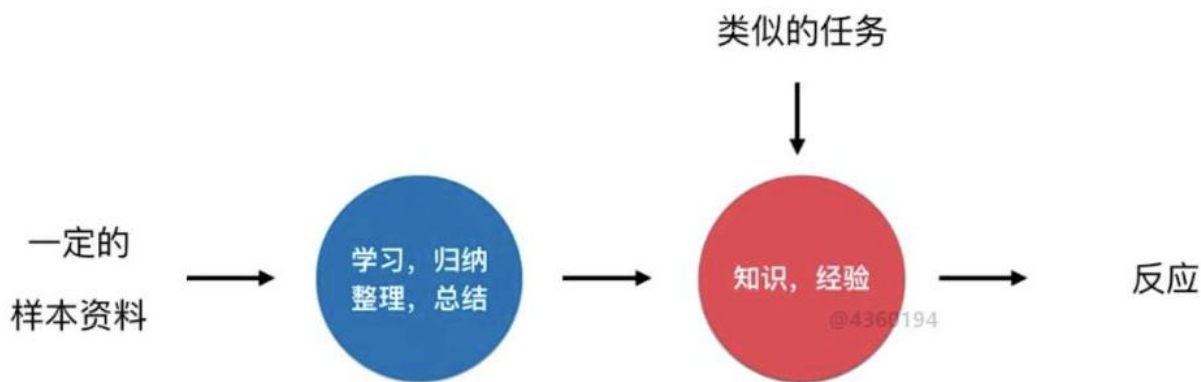 类似的任务
一定的
样本资料
学习，归纳
整理，总结
知识，经验
反应
@4360194